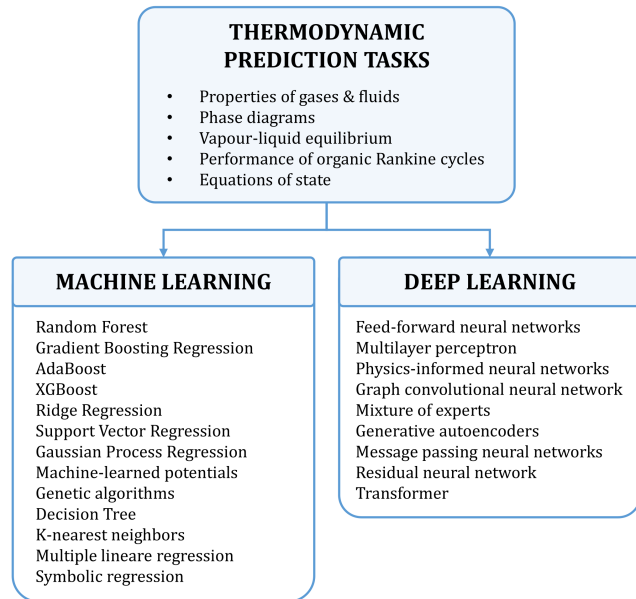 THERMODYNAMIC
PREDICTION TASKS
• Properties of gases & fluids
• Phase diagrams
• Vapour-liquid equilibrium
• Performance of organic Rankine cycles
• Equations of state
MACHINE LEARNING
Random Forest
Gradient Boosting Regression
AdaBoost
XGBoost
Ridge Regression
Support Vector Regression
Gaussian Process Regression
Machine-learned potentials
Genetic algorithms
Decision Tree
K-nearest neighbors
Multiple lineare regression
Symbolic regression
DEEP LEARNING
Feed-forward neural networks
Multilayer perceptron
Physics-informed neural networks
Graph convolutional neural network
Mixture of experts
Generative autoencoders
Message passing neural networks
Residual neural network
Transformer